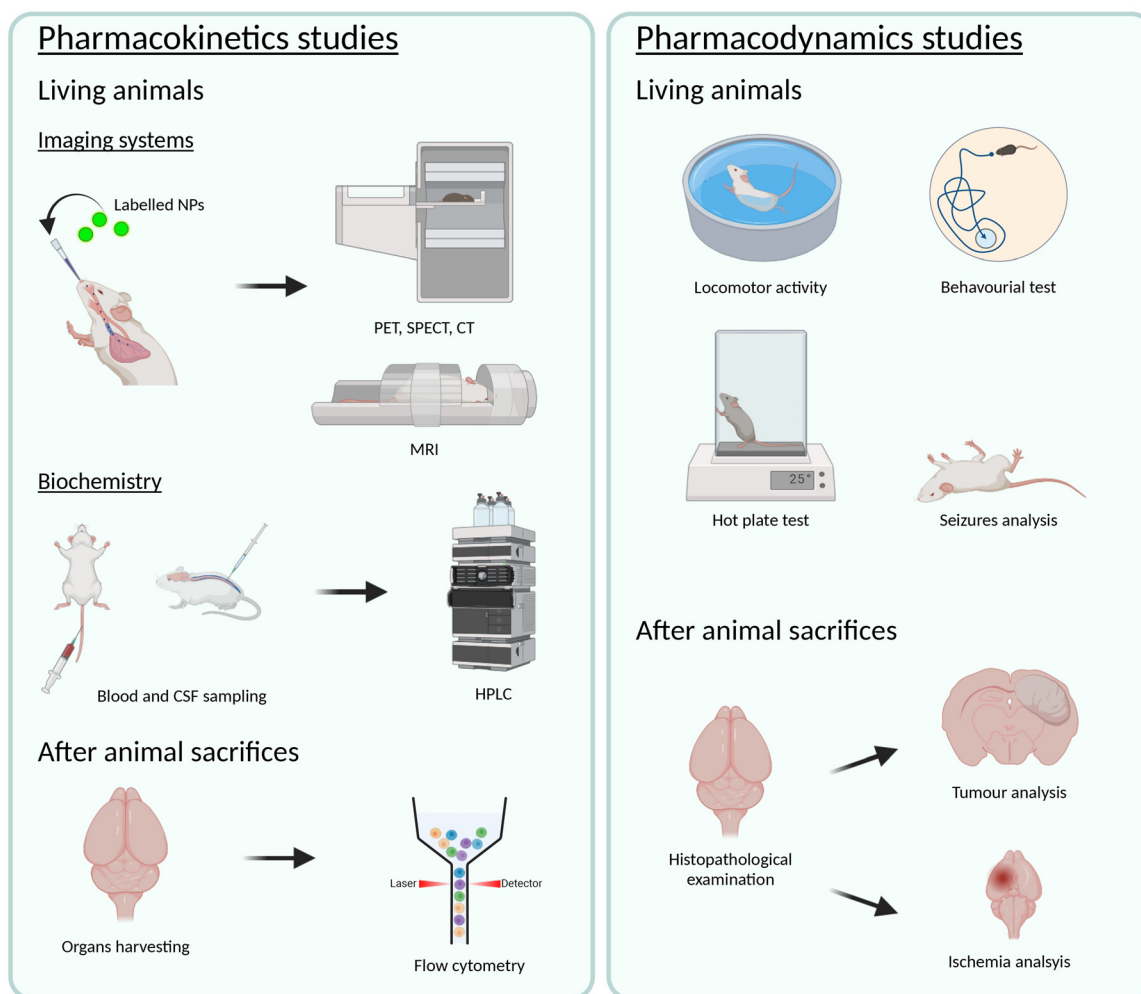 Pharmacokinetics studies
Living animals
Imaging systems
Labelled NPs
PET, SPECT, CT
MRI
Biochemistry
Blood and CSF sampling
HPLC
After animal sacrifices
Organs harvesting
Laser
Detector
Flow cytometry
Pharmacodynamics studies
Living animals
Locomotor activity
Behavourial test
25°
Hot plate test
Seizures analysis
After animal sacrifices
Histopathological
examination
Tumour analysis
Ischemia analsyis